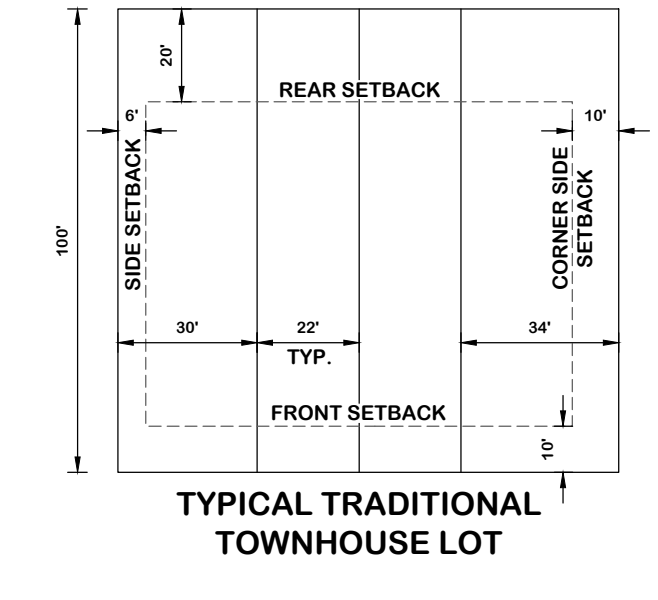 20'
REAR SETBACK
6'
10'
SIDE SETBACK
CORNER SIDE
SETBACK
100'
30'
22'
34'
TYP.
FRONT SETBACK
10'
TYPICAL TRADITIONAL
TOWNHOUSE LOT